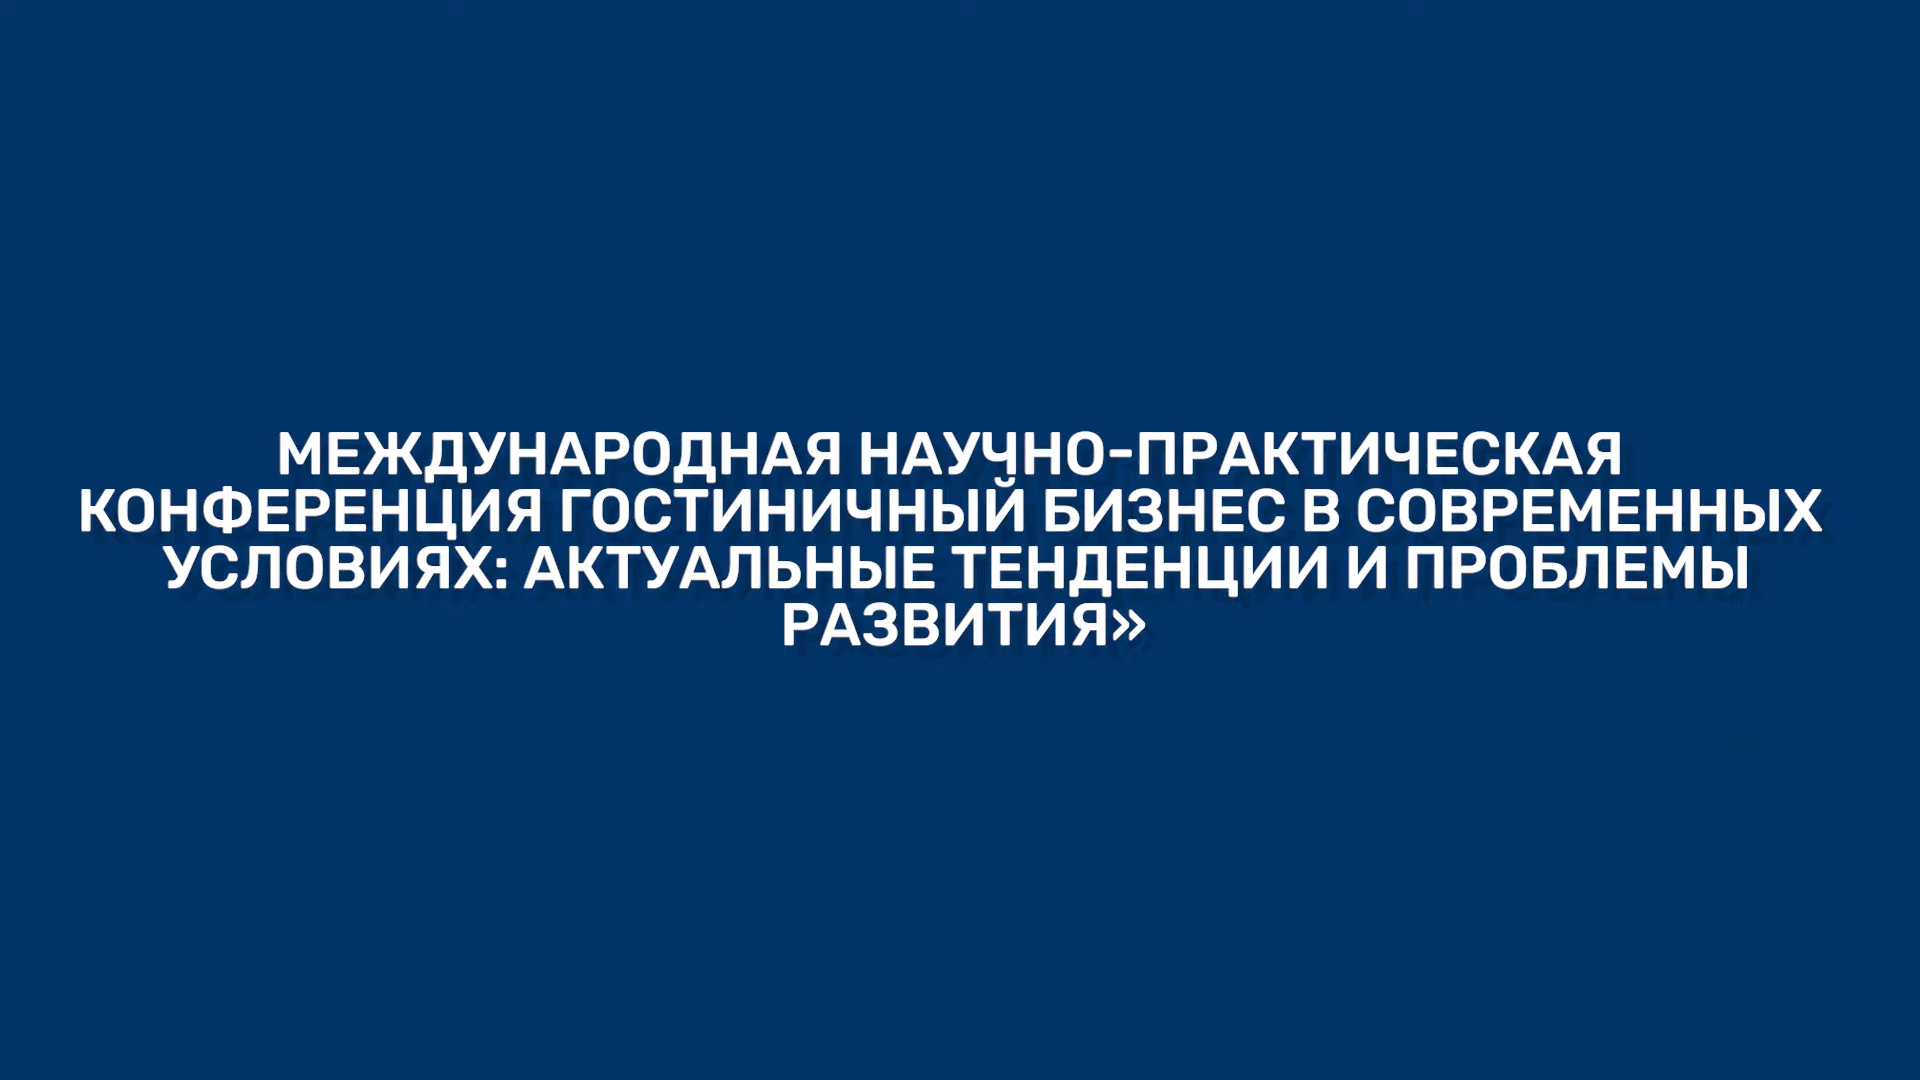 МЕЖДУНАРОДНАЯ НАУЧНО-ПРАКТИЧЕСКАЯ
КОНФЕРЕНЦИЯ ГОСТИНИЧНЫЙ БИЗНЕС В СОВРЕМЕННЫХ
УСЛОВИЯХ: АКТУАЛЬНЫЕ ТЕНДЕНЦИИ И ПРОБЛЕМЫ
РАЗВИТИЯ»